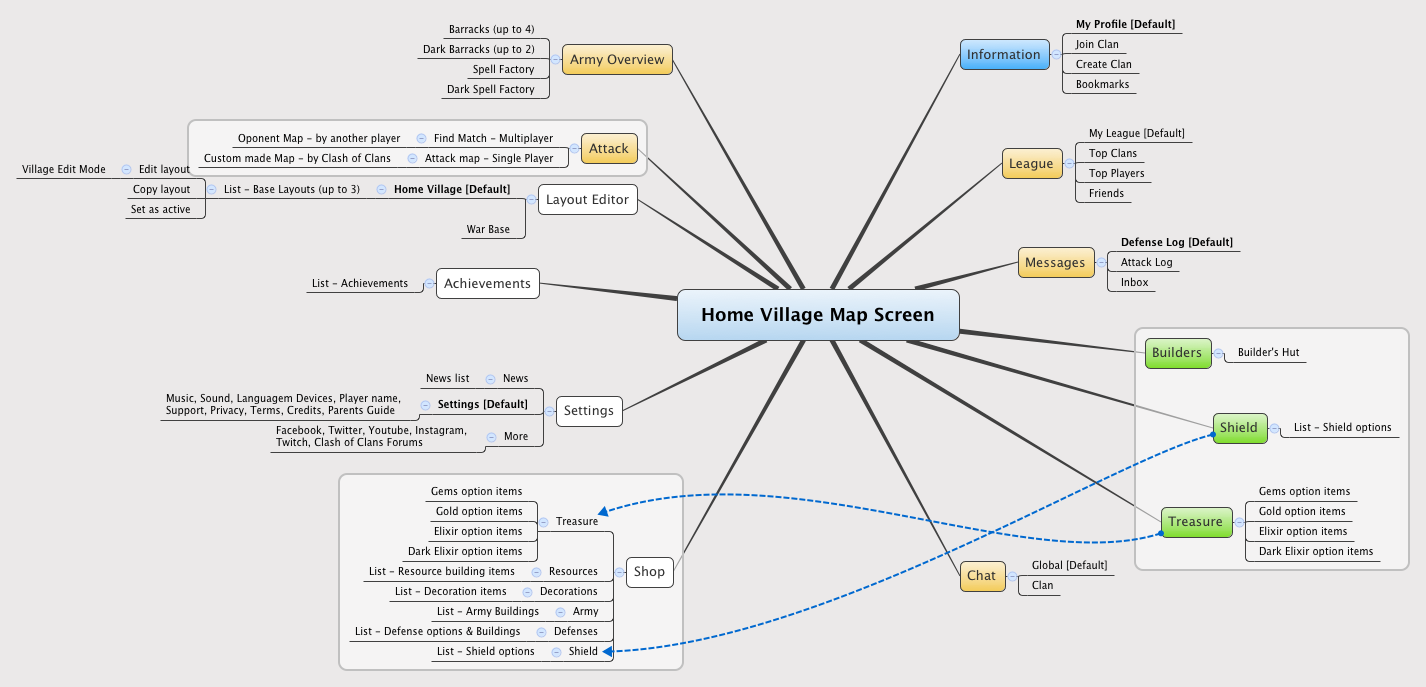 Home Village Map Screen
Army Overview
Barracks (up to 4)
Dark Barracks (up to 2)
Spell Factory
Dark Spell Factory
Attack
Find Match - Multiplayer
Oponent Map - by another player
Attack map - Single Player
Custom made Map - by Clash of Clans
Layout Editor
Home Village [Default]
List - Base Layouts (up to 3)
Edit layout
Village Edit Mode
Copy layout
Set as active
War Base
Achievements
List - Achievements
Settings
News
News list
Settings [Default]
Music, Sound, Languagem Devices, Player name,
Support, Privacy, Terms, Credits, Parents Guide
More
Facebook, Twitter, Youtube, Instagram,
Twitch, Clash of Clans Forums
Shop
Treasure
Gems option items
Gold option items
Elixir option items
Dark Elixir option items
Resources
List - Resource building items
Decorations
List - Decoration items
Army
List - Army Buildings
Defenses
List - Defense options & Buildings
Shield
List - Shield options
Information
My Profile [Default]
Join Clan
Create Clan
Bookmarks
League
My League [Default]
Top Clans
Top Players
Friends
Messages
Defense Log [Default]
Attack Log
Inbox
Builders
Builder's Hut
Shield
List - Shield options
Treasure
Gems option items
Gold option items
Elixir option items
Dark Elixir option items
Chat
Global [Default]
Clan